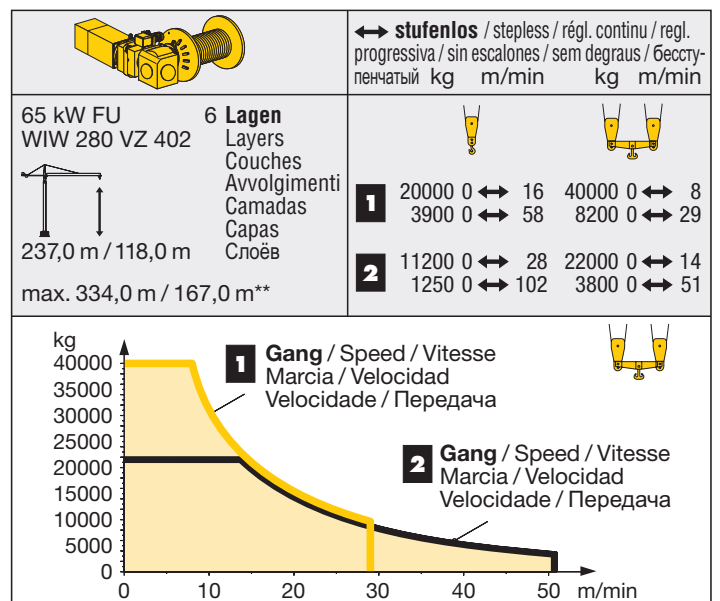 ↔ stufenlos / stepless / régl. continu / regl.
progressiva / sin escalones / sem degraus / бессту-
пенчатый kg m/min kg m/min
65 kW FU
WIW 280 VZ 402
237,0 m / 118,0 m
max. 334,0 m / 167,0 m**
6 Lagen
Layers
Couches
Avvolgimenti
Camadas
Capas
Слоёв
1
20000 0 ↔ 16 40000 0 ↔ 8
3900 0 ↔ 58 8200 0 ↔ 29
2
11200 0 ↔ 28 22000 0 ↔ 14
1250 0 ↔ 102 3800 0 ↔ 51
kg
40000
35000
30000
25000
20000
15000
10000
5000
0
1 Gang / Speed / Vitesse
Marcia / Velocidad
Velocidade / Передача
2 Gang / Speed / Vitesse
Marcia / Velocidad
Velocidade / Передача
0 10 20 30 40 50 m/min